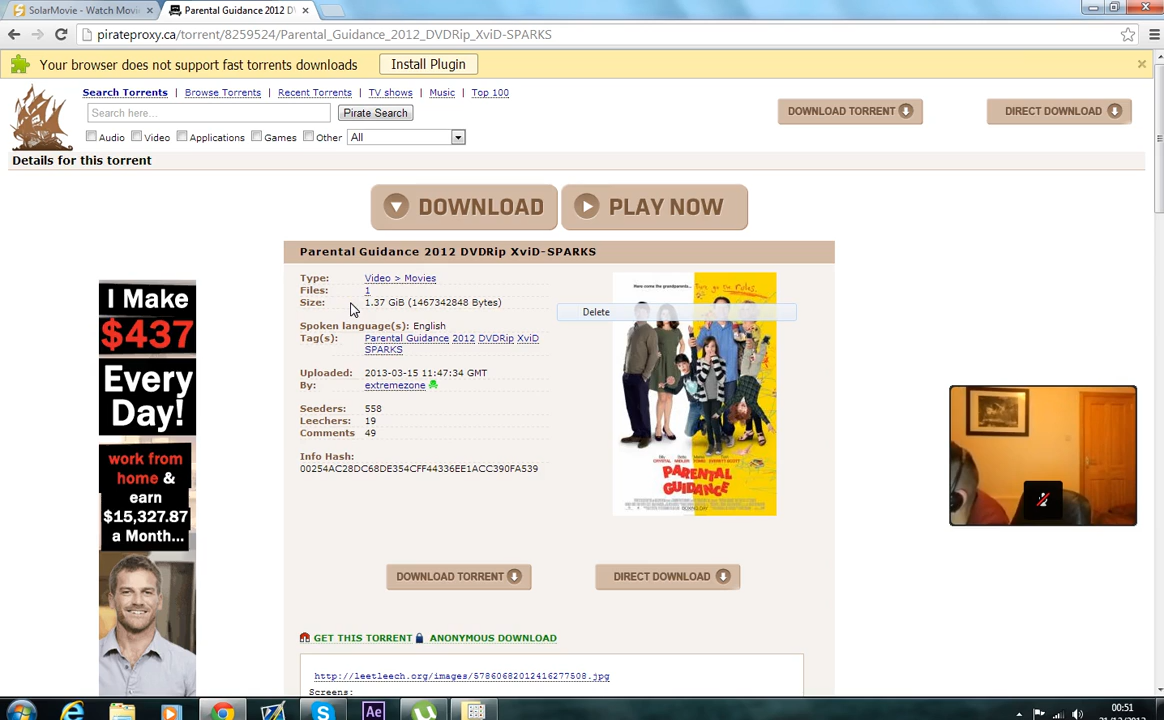 SolarMovie - Watch Movi
Parental Guidance 2012 D
pirateproxy.ca/torrent/8259524/Parental_Guidance_2012_DVDRip_XviD-SPARKS
Your browser does not support fast torrents downloads
Install Plugin
Search Torrents | Browse Torrents | Recent Torrents | TV shows | Music | Top 100
Search here...
Pirate Search
DOWNLOAD TORRENT
DIRECT DOWNLOAD
Audio Video Applications Games Other All
Details for this torrent
DOWNLOAD
PLAY NOW
Parental Guidance 2012 DVDRip XviD-SPARKS
Type: Video > Movies
Files: 1
Size: 1.37 GiB (1467342848 Bytes)
Spoken language(s): English
Tag(s): Parental Guidance 2012 DVDRip XviD
SPARKS
Uploaded: 2013-03-15 11:47:34 GMT
By: extremezone
Seeders: 558
Leechers: 19
Comments 49
Info Hash:
00254AC28DC68DE354CFF44336EE1ACC390FA539
Delete
Here come the grandparents.
PARENTAL
GUIDANCE
I Make
$437
Every
Day!
work from
home &
earn
$15,327.87
a Month...
DOWNLOAD TORRENT
DIRECT DOWNLOAD
GET THIS TORRENT
ANONYMOUS DOWNLOAD
http://leetleech.org/images/57860682012416277508.jpg
Screens:
Ae
00:51